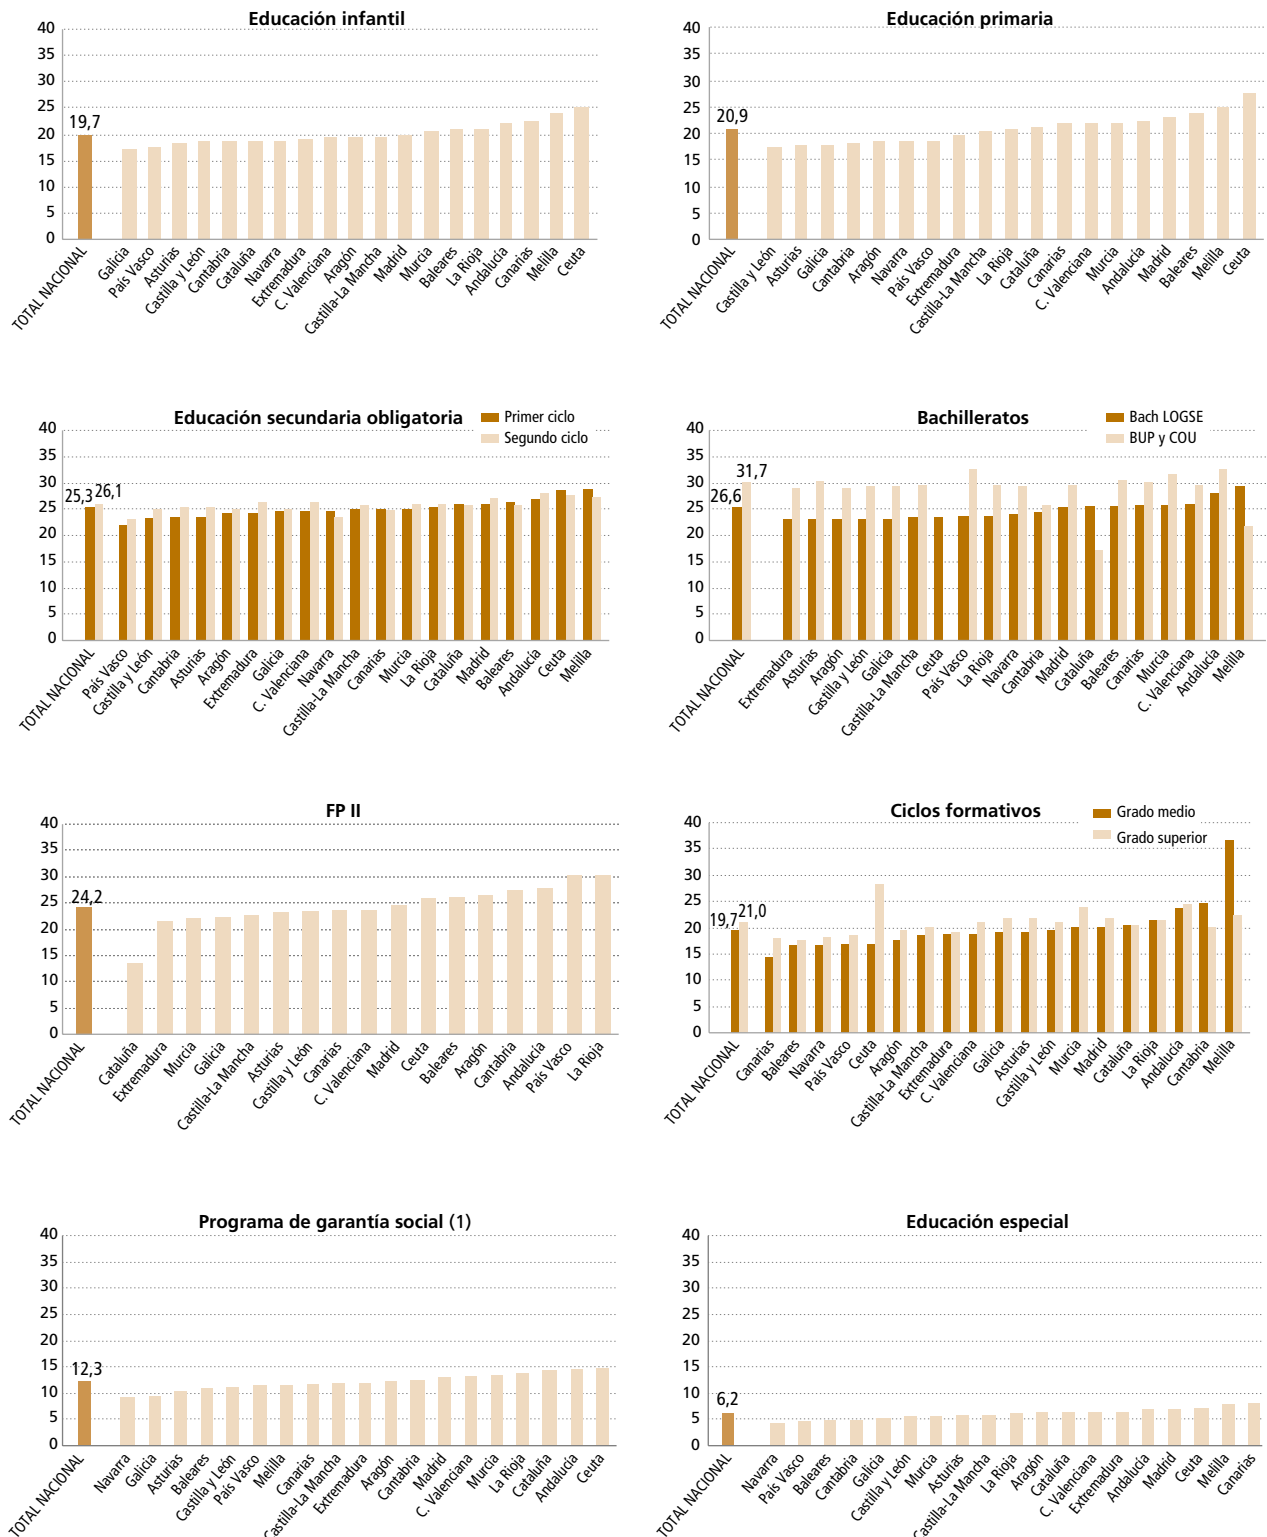 Educación infantil
40
35
30
25
20
15
10
5
0
19,7
TOTAL NACIONAL
Galicia
País Vasco
Asturias
Castilla y León
Cantabria
Cataluña
Navarra
Extremadura
C. Valenciana
Aragón
Castilla-La Mancha
Madrid
Murcia
Baleares
La Rioja
Andalucía
Canarias
Melilla
Ceuta
Educación primaria
40
35
30
25
20
15
10
5
0
20,9
TOTAL NACIONAL
Castilla y León
Asturias
Galicia
Cantabria
Aragón
Navarra
País Vasco
Extremadura
Castilla-La Mancha
La Rioja
Cataluña
Canarias
C. Valenciana
Murcia
Andalucía
Madrid
Baleares
Melilla
Ceuta
Educación secundaria obligatoria
Primer ciclo
Segundo ciclo
40
35
30
25
20
15
10
5
0
25,3
26,1
TOTAL NACIONAL
País Vasco
Castilla y León
Cantabria
Asturias
Aragón
Extremadura
Galicia
C. Valenciana
Navarra
Castilla-La Mancha
Canarias
Murcia
La Rioja
Cataluña
Madrid
Baleares
Andalucía
Ceuta
Melilla
Bachilleratos
Bach LOGSE
BUP y COU
40
35
30
25
20
15
10
5
0
26,6
31,7
TOTAL NACIONAL
Extremadura
Asturias
Aragón
Castilla y León
Galicia
Castilla-La Mancha
Ceuta
País Vasco
La Rioja
Navarra
Cantabria
Madrid
Cataluña
Baleares
Canarias
Murcia
C. Valenciana
Andalucía
Melilla
FP II
40
35
30
25
20
15
10
5
0
24,2
TOTAL NACIONAL
Cataluña
Extremadura
Murcia
Galicia
Castilla-La Mancha
Asturias
Castilla y León
Canarias
C. Valenciana
Madrid
Ceuta
Baleares
Aragón
Cantabria
Andalucía
País Vasco
La Rioja
Ciclos formativos
Grado medio
Grado superior
40
35
30
25
20
15
10
5
0
19,7
21,0
TOTAL NACIONAL
Canarias
Baleares
Navarra
País Vasco
Ceuta
Aragón
Castilla-La Mancha
Extremadura
C. Valenciana
Galicia
Asturias
Castilla y León
Murcia
Madrid
Cataluña
La Rioja
Andalucía
Cantabria
Melilla
Programa de garantía social (1)
40
35
30
25
20
15
10
5
0
12,3
TOTAL NACIONAL
Navarra
Galicia
Asturias
Baleares
Castilla y León
País Vasco
Melilla
Canarias
Castilla-La Mancha
Extremadura
Aragón
Cantabria
Madrid
C. Valenciana
Murcia
La Rioja
Cataluña
Andalucía
Ceuta
Educación especial
40
35
30
25
20
15
10
5
0
6,2
TOTAL NACIONAL
Navarra
País Vasco
Baleares
Cantabria
Galicia
Castilla y León
Murcia
Asturias
Castilla-La Mancha
La Rioja
Aragón
Cataluña
C. Valenciana
Extremadura
Andalucía
Madrid
Ceuta
Melilla
Canarias